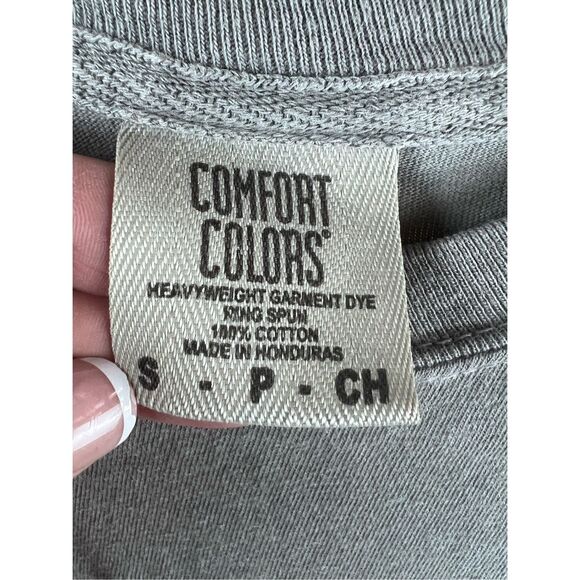 COMFORT
COLORS®
HEAVYWEIGHT GARMENT DYE
RING SPUN
100% COTTON
MADE IN HONDURAS
S - P - CH